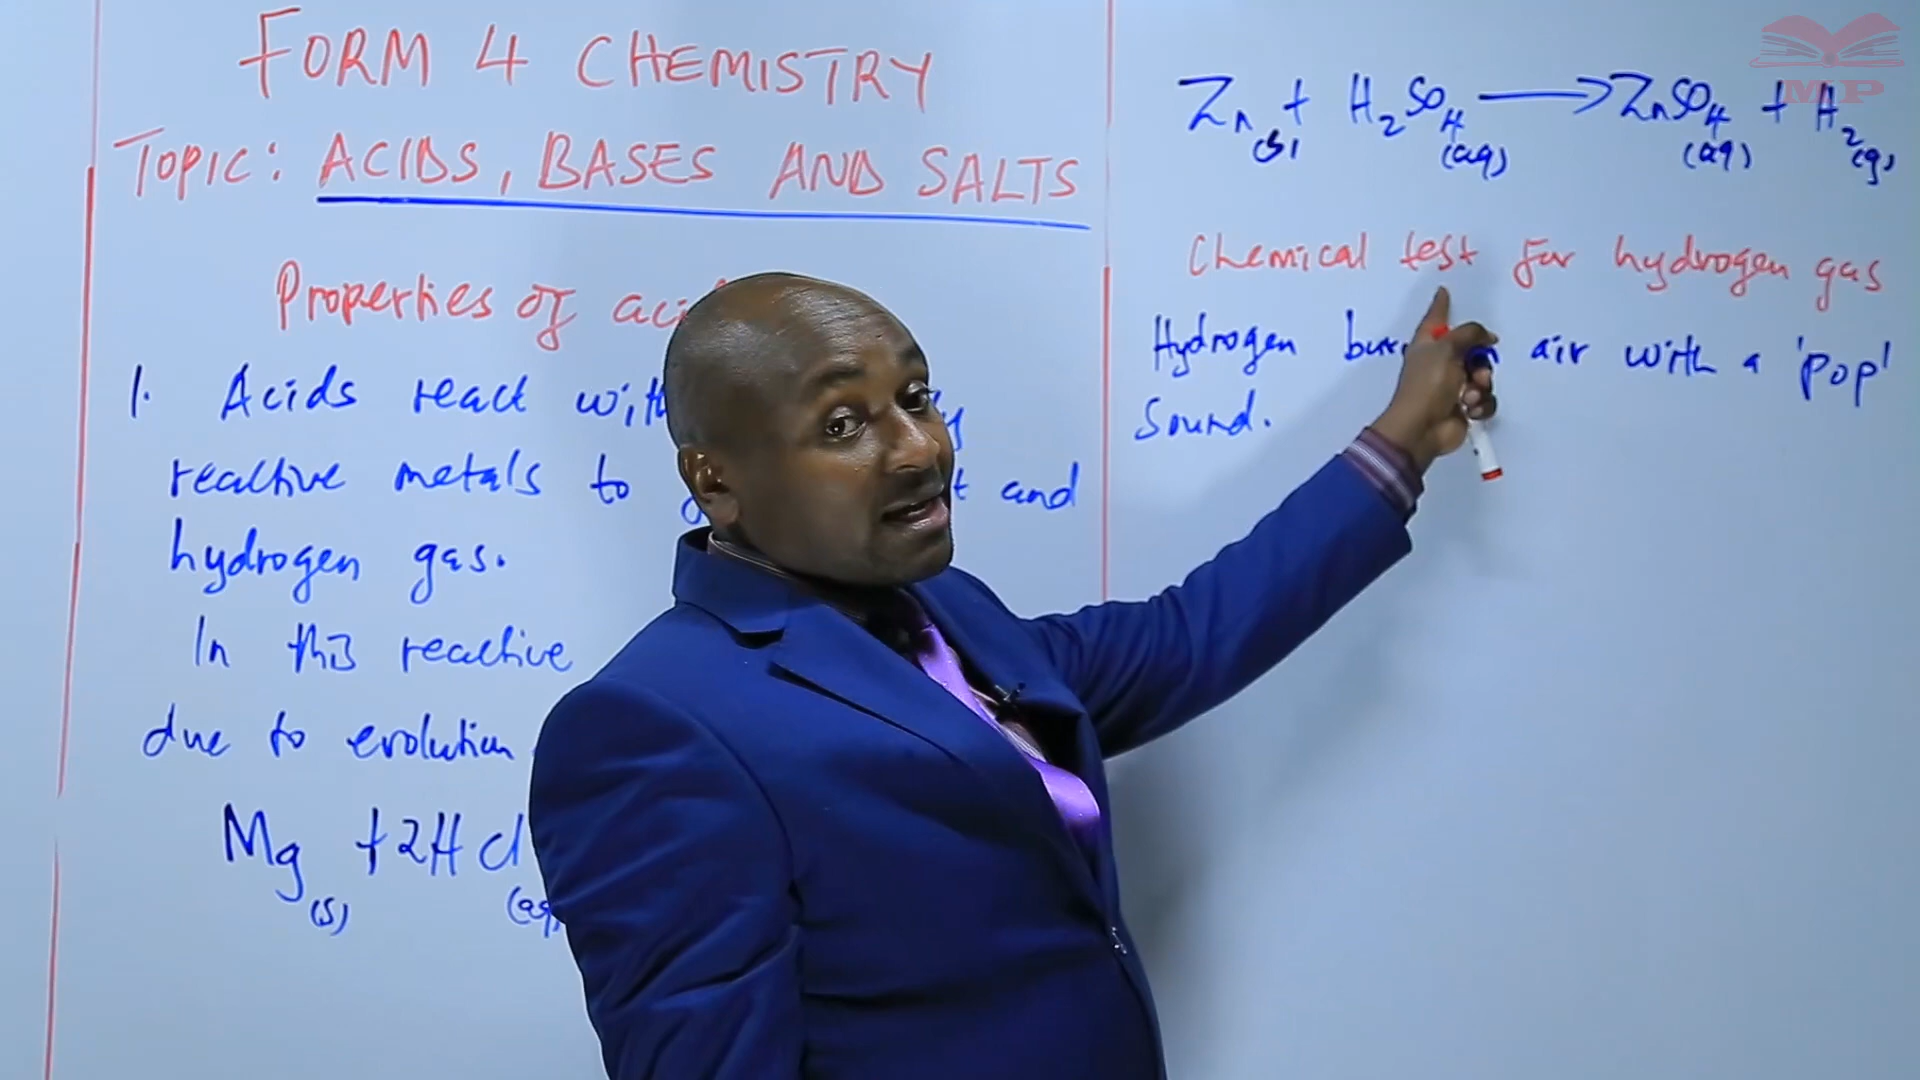 FORM 4 CHEMISTRY
TOPIC: ACIDS, BASES AND SALTS
Properties of
1. Acids react
reactive metals to and
hydrogen gas.
In this reactive
due to evolution
Mg(s) + 2HCl(aq)
Zn(s) + H2SO4(aq) → ZnSO4(aq) + H2(g)
Chemical test for hydrogen gas
Hydrogen air with a 'pop'
Sound.
MP